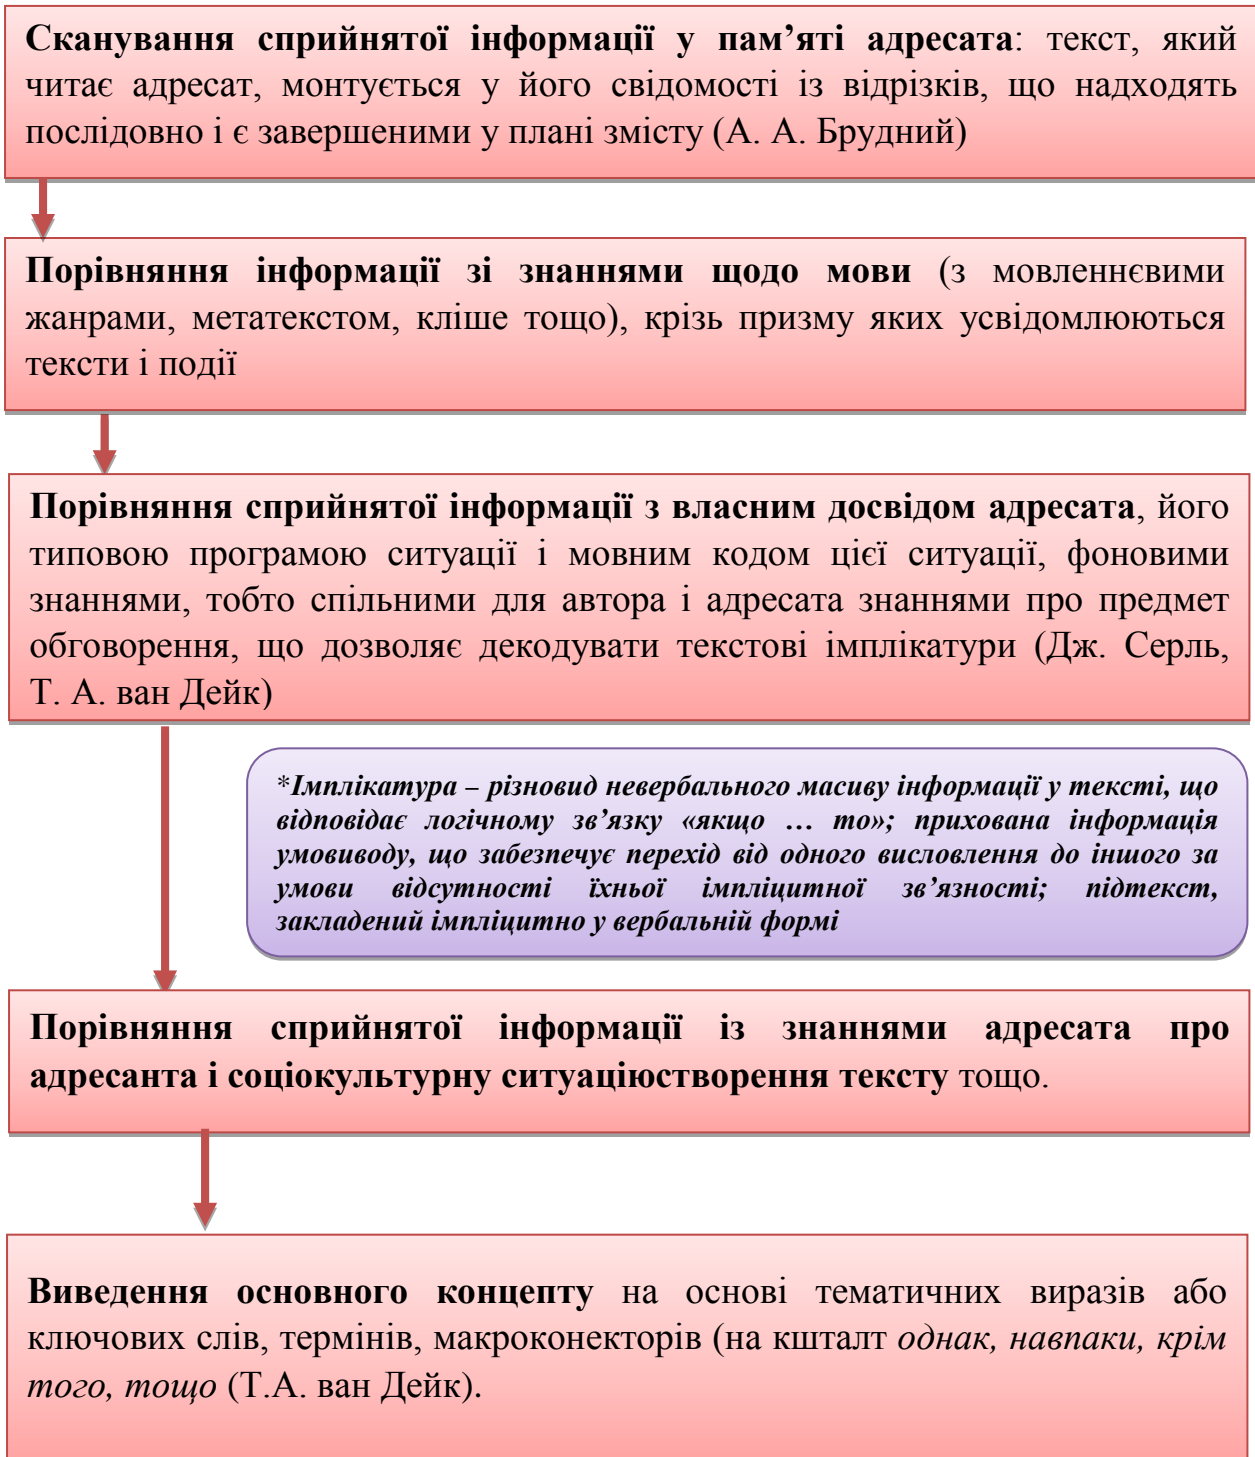 Сканування сприйнятої інформації у пам’яті адресата: текст, який
читає адресат, монтується у його свідомості із відрізків, що надходять
послідовно і є завершеними у плані змісту (А. А. Брудний)
Порівняння інформації зі знаннями щодо мови (з мовленнєвими
жанрами, метатекстом, кліше тощо), крізь призму яких усвідомлюються
тексти і події
Порівняння сприйнятої інформації з власним досвідом адресата, його
типовою програмою ситуації і мовним кодом цієї ситуації, фоновими
знаннями, тобто спільними для автора і адресата знаннями про предмет
обговорення, що дозволяє декодувати текстові імплікатури (Дж. Серль,
Т. А. ван Дейк)
*Імплікатура – різновид невербального масиву інформації у тексті, що
відповідає логічному зв’язку «якщо … то»; прихована інформація
умовиводу, що забезпечує перехід від одного висловлення до іншого за
умови відсутності їхньої імпліцитної зв’язності; підтекст,
закладений імпліцитно у вербальній формі
Порівняння сприйнятої інформації із знаннями адресата про
адресанта і соціокультурну ситуаціюстворення тексту тощо.
Виведення основного концепту на основі тематичних виразів або
ключових слів, термінів, макроконекторів (на кшталт однак, навпаки, крім
того, тощо (Т.А. ван Дейк).